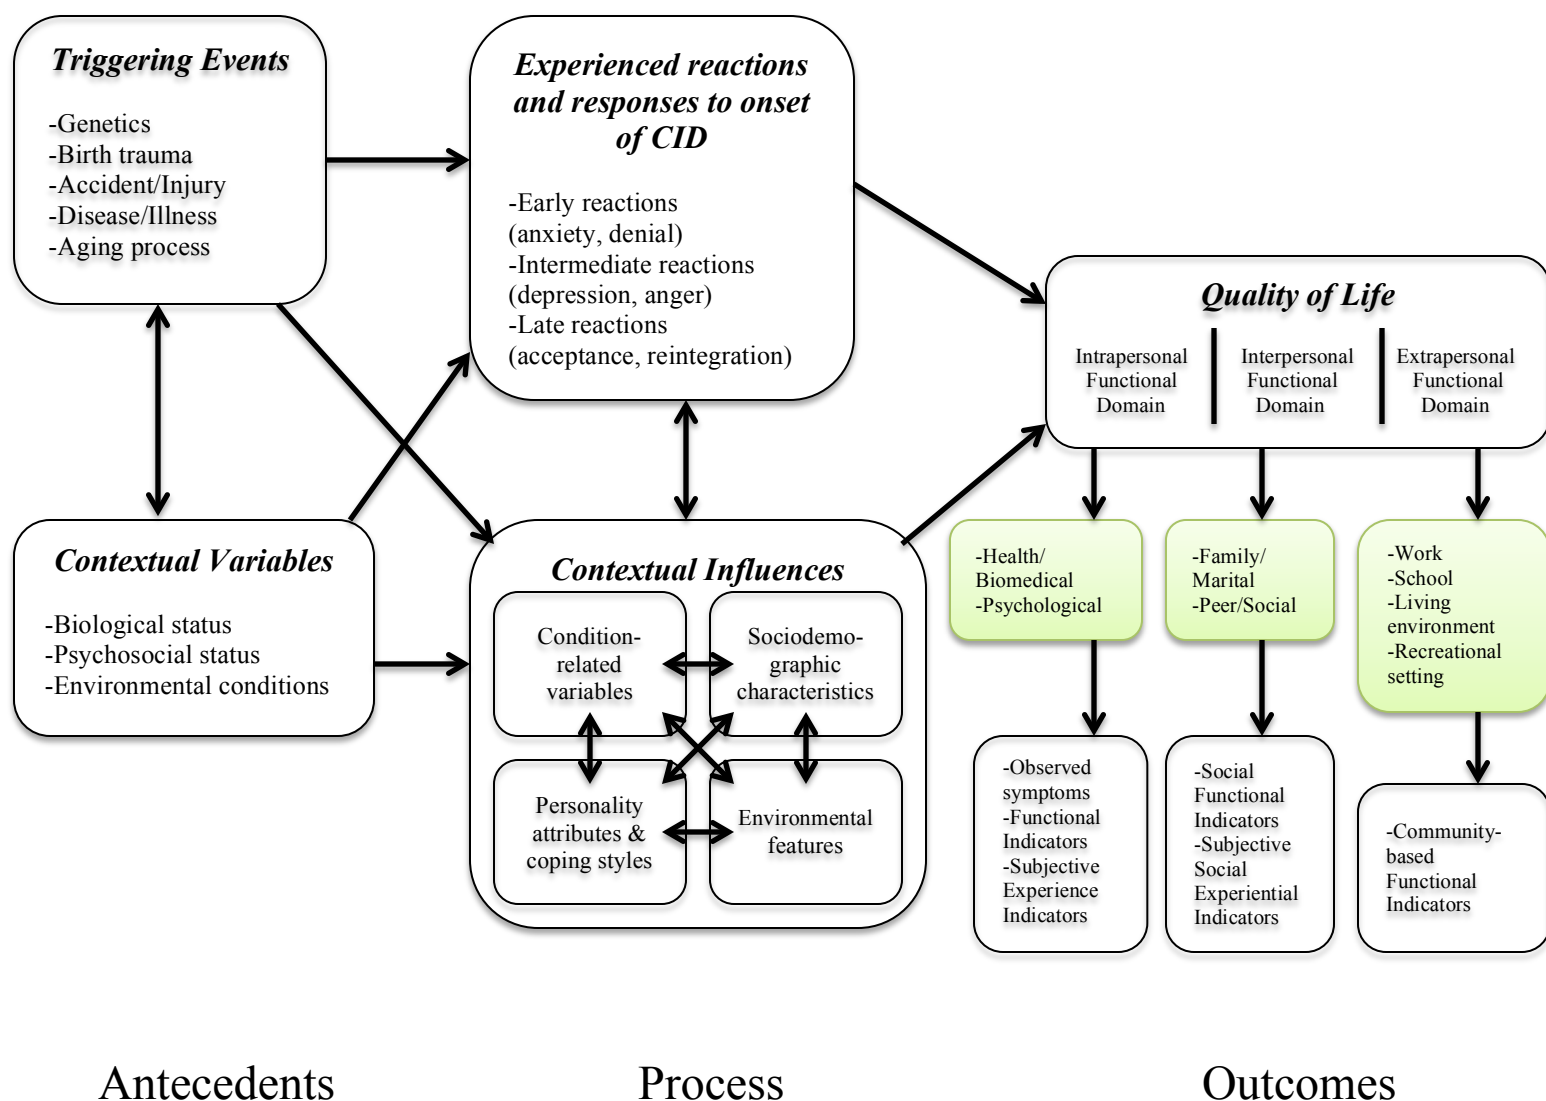 Triggering Events
-Genetics
-Birth trauma
-Accident/Injury
-Disease/Illness
-Aging process
Contextual Variables
-Biological status
-Psychosocial status
-Environmental conditions
Experienced reactions
and responses to onset
of CID
-Early reactions
(anxiety, denial)
-Intermediate reactions
(depression, anger)
-Late reactions
(acceptance, reintegration)
Contextual Influences
Condition-
related
variables
Sociodemo-
graphic
characteristics
Personality
attributes &
coping styles
Environmental
features
Quality of Life
Intrapersonal
Functional
Domain
Interpersonal
Functional
Domain
Extrapersonal
Functional
Domain
-Health/
Biomedical
-Psychological
-Family/
Marital
-Peer/Social
-Work
-School
-Living
environment
-Recreational
setting
-Observed
symptoms
-Functional
Indicators
-Subjective
Experience
Indicators
-Social
Functional
Indicators
-Subjective
Social
Experiential
Indicators
-Community-
based
Functional
Indicators
Antecedents
Process
Outcomes